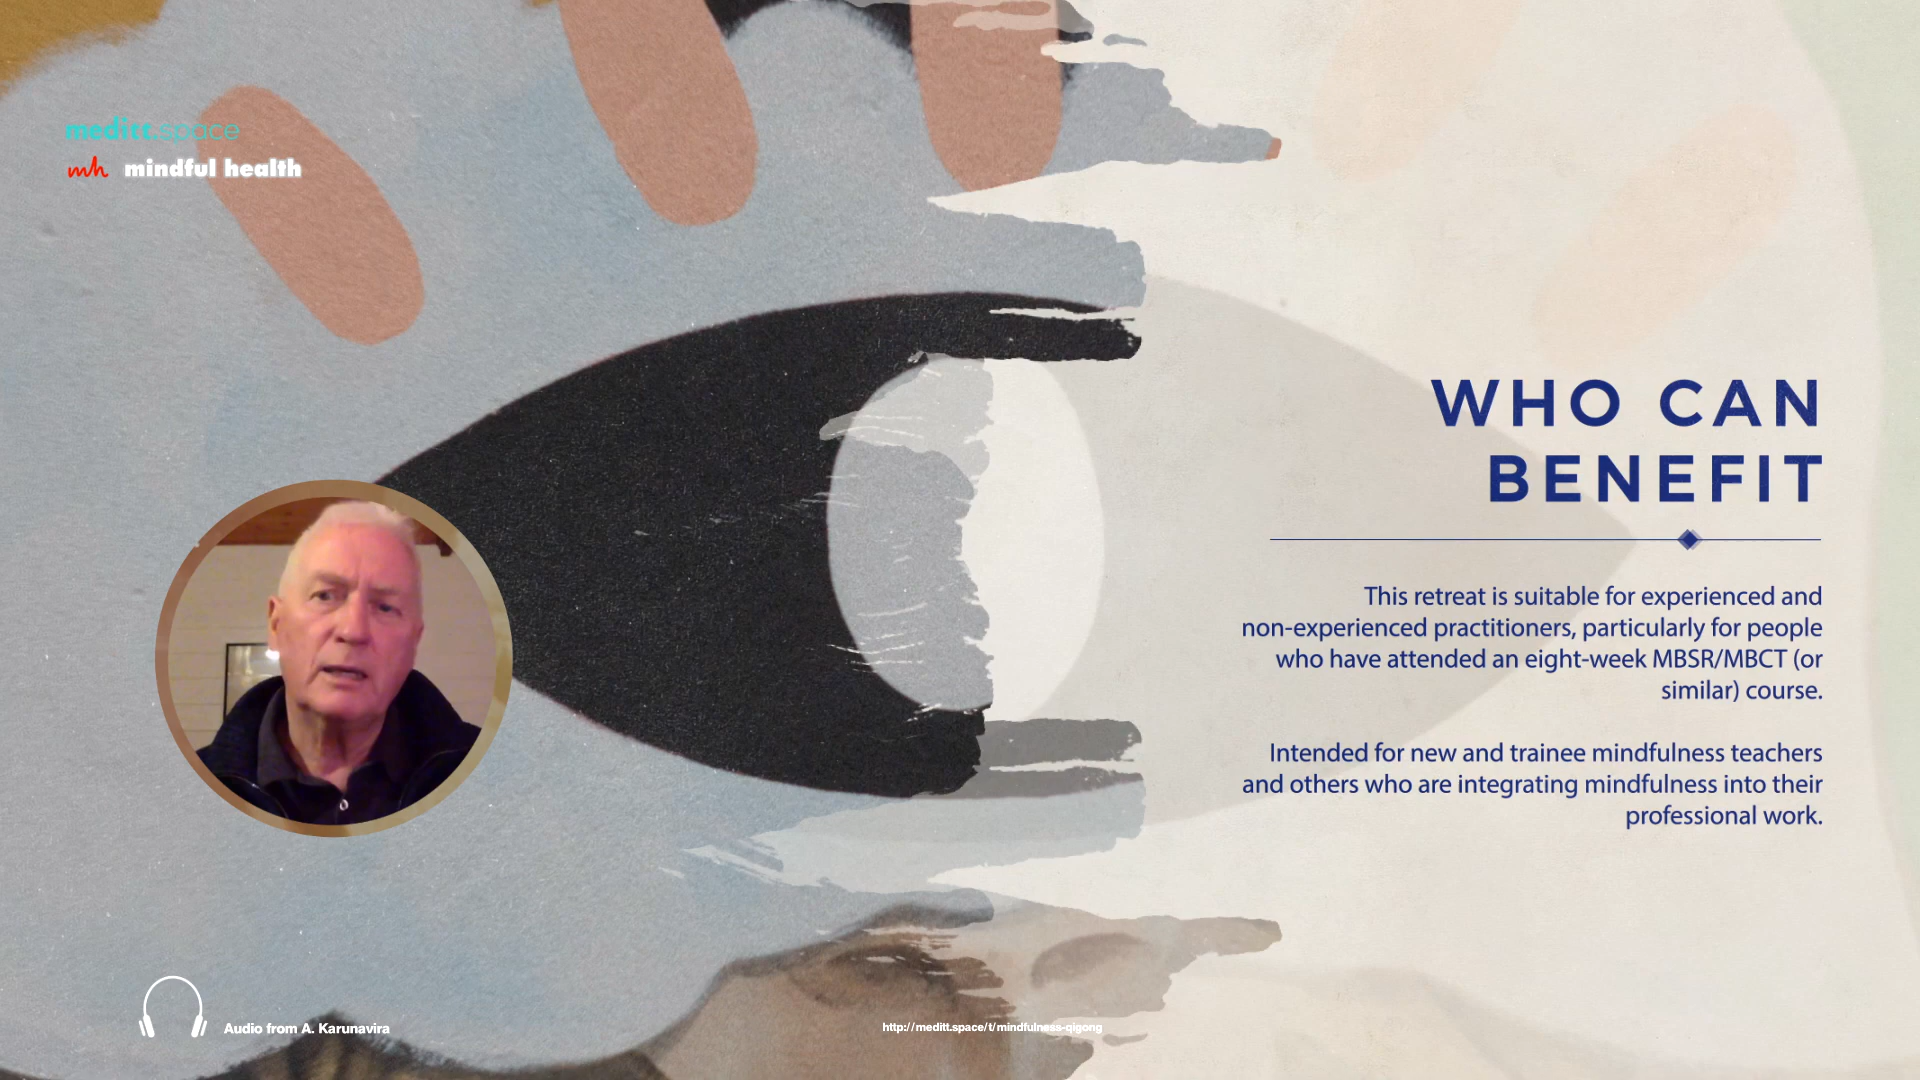 meditt.space
mh mindful health
WHO CAN
BENEFIT
This retreat is suitable for experienced and
non-experienced practitioners, particularly for people
who have attended an eight-week MBSR/MBCT (or
similar) course.
Intended for new and trainee mindfulness teachers
and others who are integrating mindfulness into their
professional work.
Audio from A. Karunavira
http://meditt.space/t/mindfulness-qigong